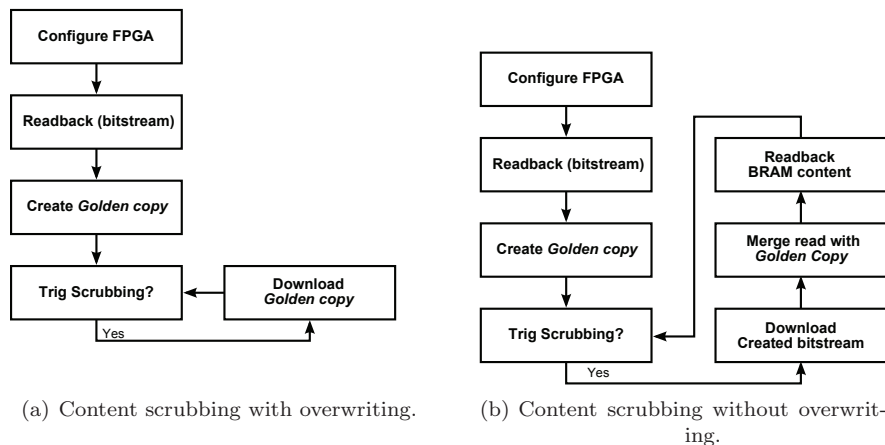 Configure FPGA
Readback (bitstream)
Create Golden copy
Trig Scrubbing?
Download
Golden copy
Yes
(a) Content scrubbing with overwriting.
Configure FPGA
Readback (bitstream)
Create Golden copy
Trig Scrubbing?
Readback
BRAM content
Merge read with
Golden Copy
Download
Created bitstream
Yes
(b) Content scrubbing without overwrit-
ing.